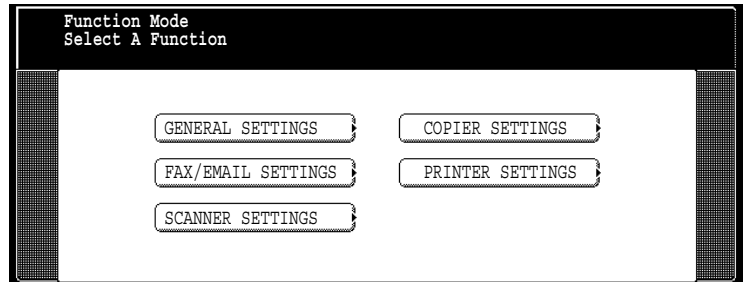 Function Mode
Select A Function
GENERAL SETTINGS
COPIER SETTINGS
FAX/EMAIL SETTINGS
PRINTER SETTINGS
SCANNER SETTINGS